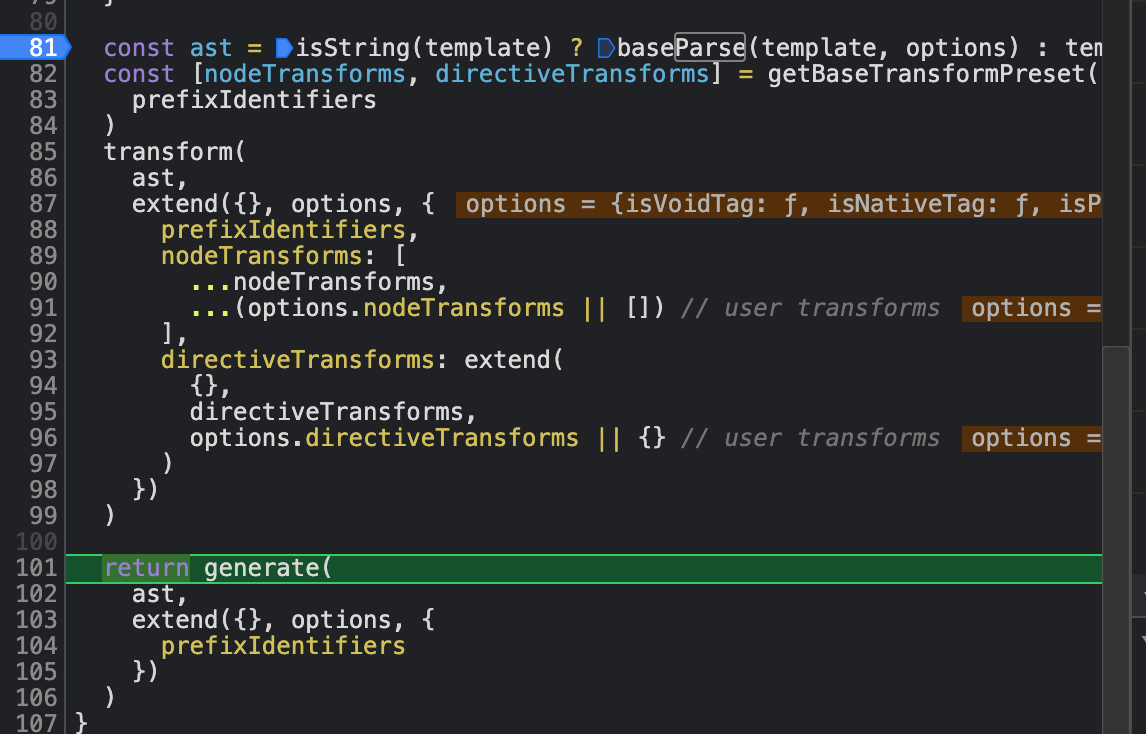 79 }
80
81 const ast = isString(template) ? baseParse(template, options) : tem
82 const [nodeTransforms, directiveTransforms] = getBaseTransformPreset(
83 prefixIdentifiers
84 )
85 transform(
86 ast,
87 extend({}, options, { options = {isVoidTag: ƒ, isNativeTag: ƒ, isP
88 prefixIdentifiers,
89 nodeTransforms: [
90 ...nodeTransforms,
91 ...(options.nodeTransforms || []) // user transforms options =
92 ],
93 directiveTransforms: extend(
94 {},
95 directiveTransforms,
96 options.directiveTransforms || {} // user transforms options =
97 )
98 })
99 )
100
101 return generate(
102 ast,
103 extend({}, options, {
104 prefixIdentifiers
105 })
106 )
107 }